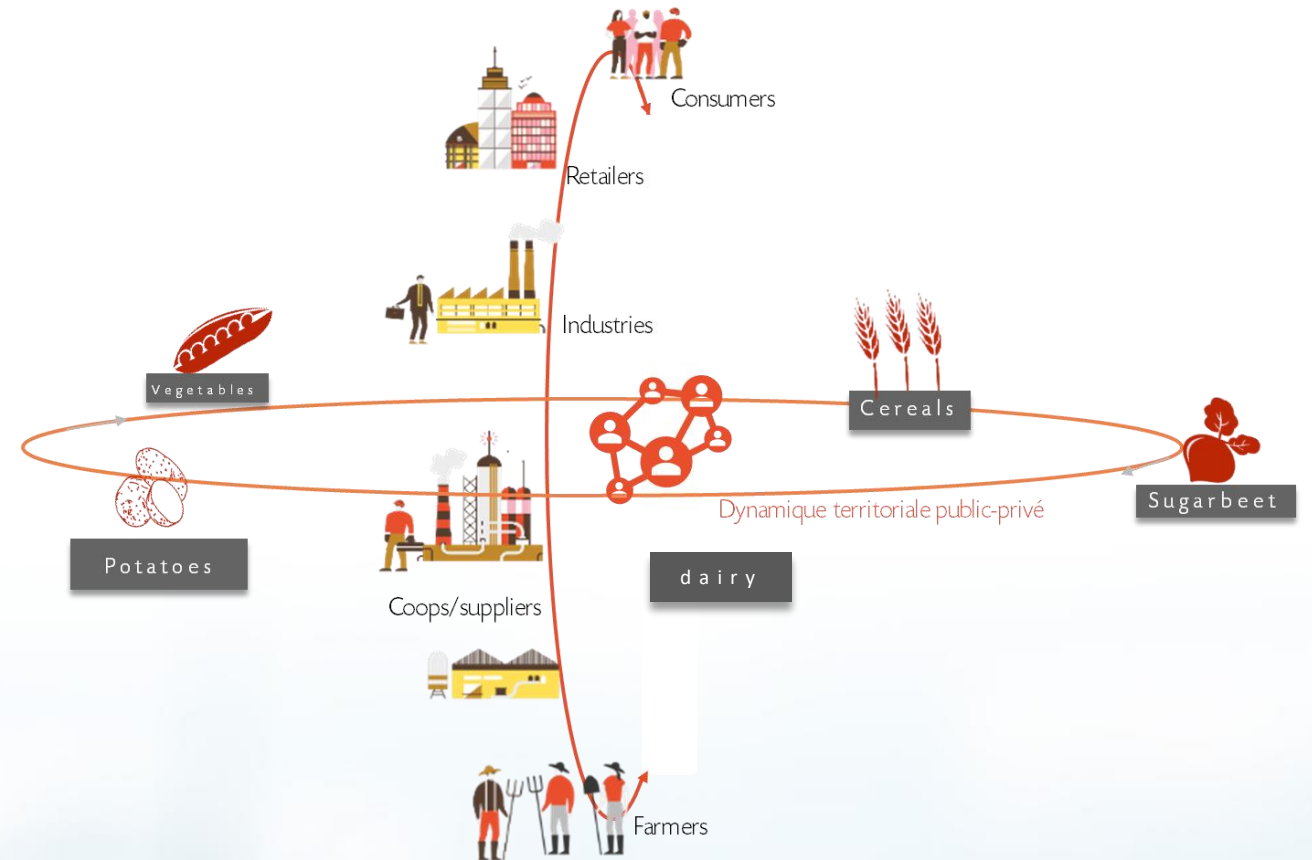 Consumers
Retailers
Industries
Vegetables
Cereals
Sugarbeet
Dynamique territoriale public-privé
Potatoes
dairy
Coops/suppliers
Farmers